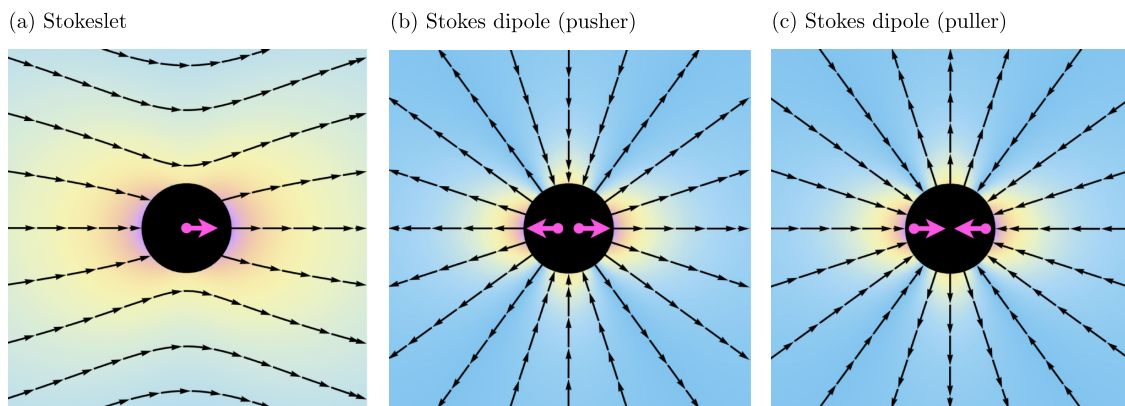 (a) Stokeslet
(b) Stokes dipole (pusher)
(c) Stokes dipole (puller)